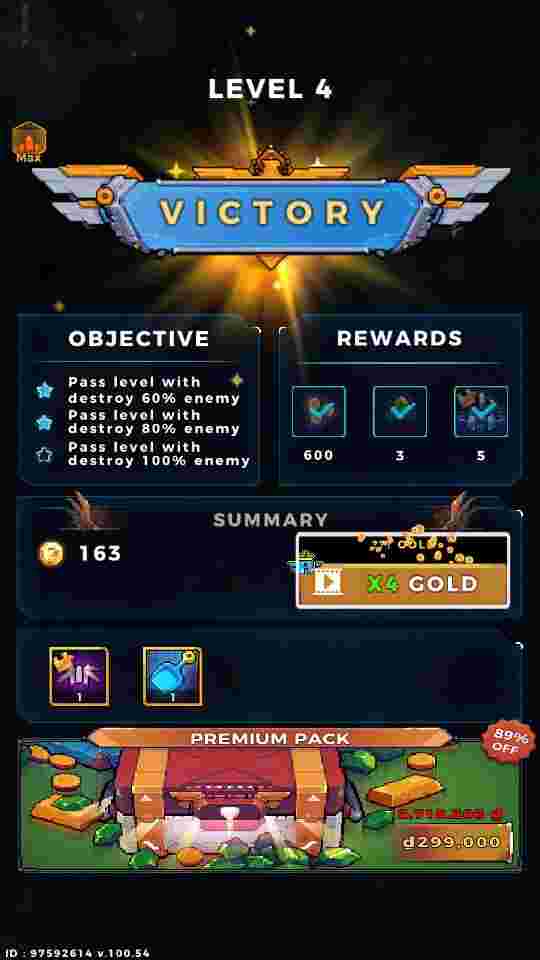 LEVEL 4
Max
VICTORY
OBJECTIVE
Pass level with
destroy 60% enemy
Pass level with
destroy 80% enemy
Pass level with
destroy 100% enemy
REWARDS
600
3
5
SUMMARY
163
GOLD
X4 GOLD
1
1
PREMIUM PACK
89%
OFF
₫299,000
ID : 97592614 v.100.54